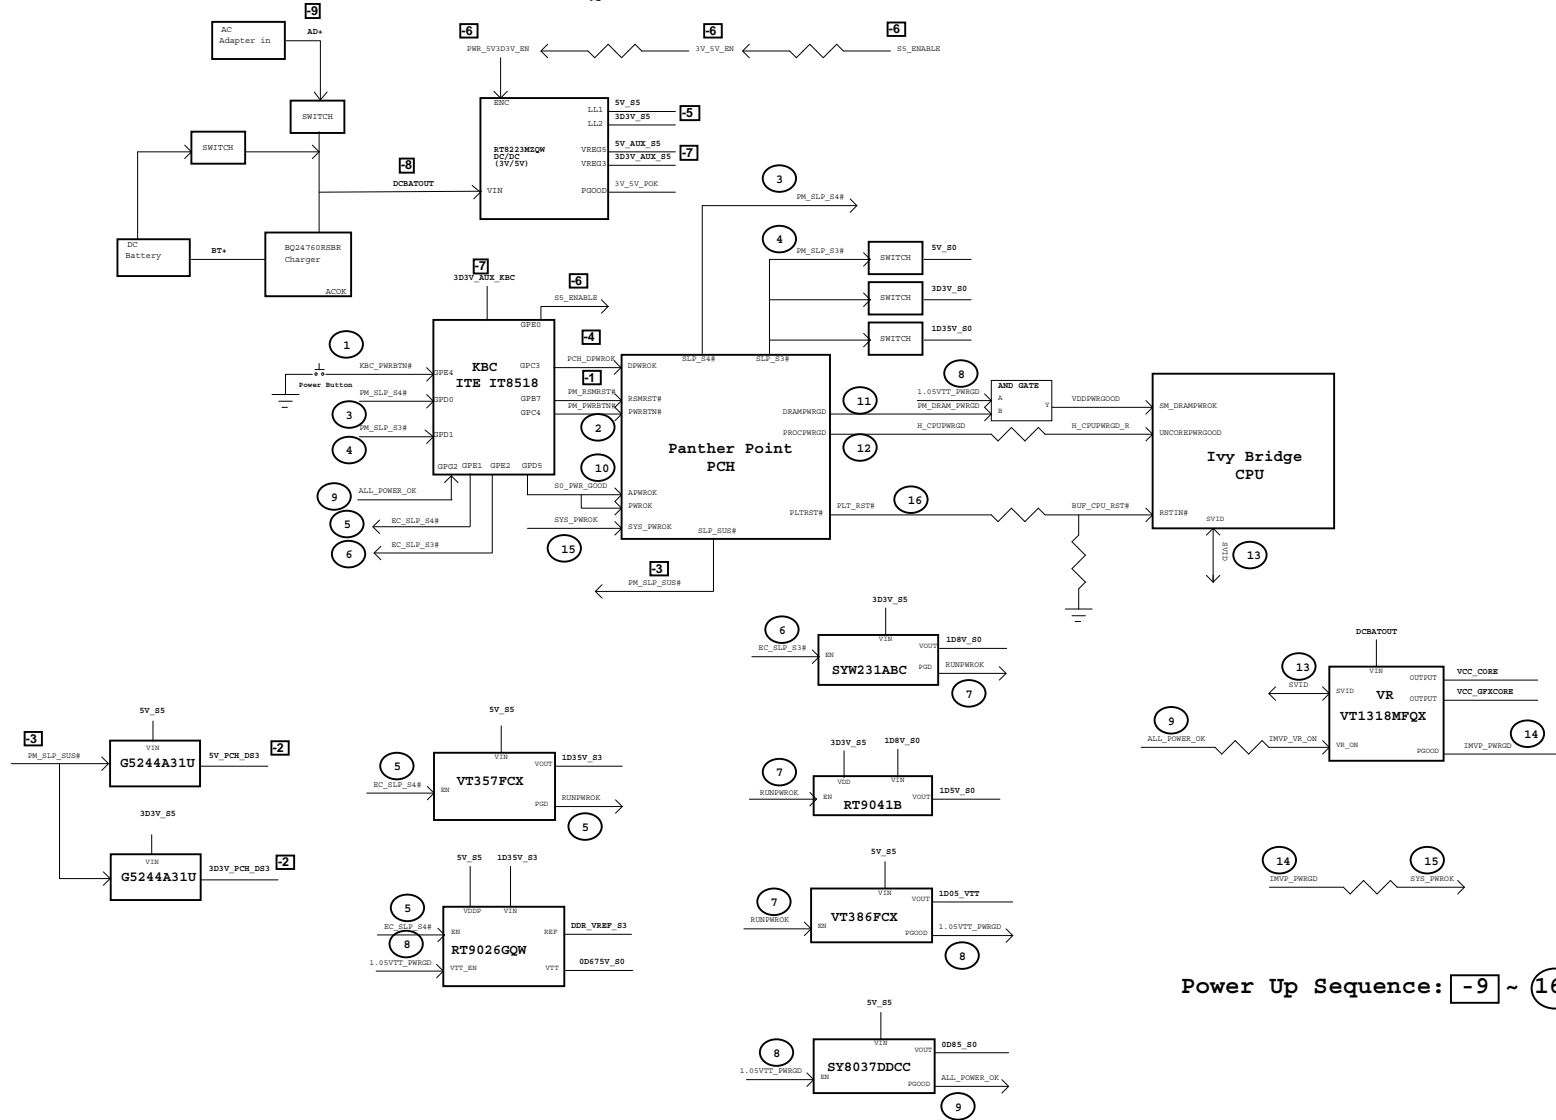 -9
AC
Adapter in
AD+
SWITCH
SWITCH
-8
DCBATOUT
DC
Battery
BT+
BQ24760RSBR
Charger
ACOK
-6
PWR_5V3D3V_EN
-6
3V_5V_EN
-6
S5_ENABLE
ENC
RT8223MZQW
DC/DC
(3V/5V)
VIN
LL1
LL2
VREG5
VREG3
PGOOD
5V_S5
3D3V_S5
-5
5V_AUX_S5
3D3V_AUX_S5
-7
3V_5V_POK
3
PM_SLP_S4#
4
PM_SLP_S3#
SWITCH
5V_S0
SWITCH
3D3V_S0
SWITCH
1D35V_S0
-7
3D3V_AUX_KBC
-6
S5_ENABLE
GPE0
KBC
ITE IT8518
1
KBC_PWRBTN#
Power Button
GPE4
PM_SLP_S4#
GPD0
3
PM_SLP_S3#
GPD1
4
GPG2
GPE1
GPE2
GPD5
GPC3
GPB7
GPC4
9
ALL_POWER_OK
5
EC_SLP_S4#
6
EC_SLP_S3#
-4
PCH_DPWROK
-1
PM_RSMRST#
PM_PWRBTN#
2
10
S0_PWR_GOOD
SYS_PWROK
15
SLP_S4#
SLP_S3#
DPWROK
RSMRST#
PWRBTN#
Panther Point
PCH
APWROK
PWROK
SYS_PWROK
SLP_SUS#
DRAMPWRGD
PROCPWRGD
PLTRST#
-3
PM_SLP_SUS#
8
1.05VTT_PWRGD
11
PM_DRAM_PWRGD
AND GATE
A
B
Y
VDDPWRGOOD
12
H_CPUPWRGD
H_CPUPWRGD_R
16
PLT_RST#
BUF_CPU_RST#
SM_DRAMPWROK
UNCOREPWRGOOD
Ivy Bridge
CPU
RSTIN#
SVID
SVID
13
3D3V_S5
6
EC_SLP_S3#
EN
VIN
SYW231ABC
VOUT
PGD
1D8V_S0
RUNPWROK
7
DCBATOUT
13
SVID
SVID
VIN
VR
VT1318MFQX
OUTPUT
OUTPUT
VCC_CORE
VCC_GFXCORE
9
ALL_POWER_OK
IMVP_VR_ON
VR_ON
PGOOD
IMVP_PWRGD
14
5V_S5
-3
PM_SLP_SUS#
VIN
G5244A31U
5V_PCH_DS3
-2
3D3V_S5
VIN
G5244A31U
3D3V_PCH_DS3
-2
5V_S5
5
EC_SLP_S4#
EN
VIN
VT357FCX
VOUT
PGD
1D35V_S3
RUNPWROK
5
3D3V_S5
1D8V_S0
7
RUNPWROK
EN
VDD
VIN
RT9041B
VOUT
1D5V_S0
5V_S5
1D35V_S3
5
EC_SLP_S4#
8
1.05VTT_PWRGD
VDDP
VIN
EN
RT9026GQW
VTT_EN
REF
VTT
DDR_VREF_S3
0D675V_S0
5V_S5
7
RUNPWROK
EN
VIN
VT386FCX
VOUT
PGOOD
1D05_VTT
1.05VTT_PWRGD
8
14
IMVP_PWRGD
15
SYS_PWROK
5V_S5
8
1.05VTT_PWRGD
EN
VIN
SY8037DDCC
VOUT
PGOOD
0D85_S0
ALL_POWER_OK
9
Power Up Sequence: -9 ~ 16